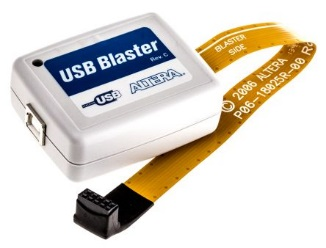 USB Blaster
Rev. C
USB
ALTERA
BLASTER
SIDE
© 2006 ALTERA
P06-18025R-00 R